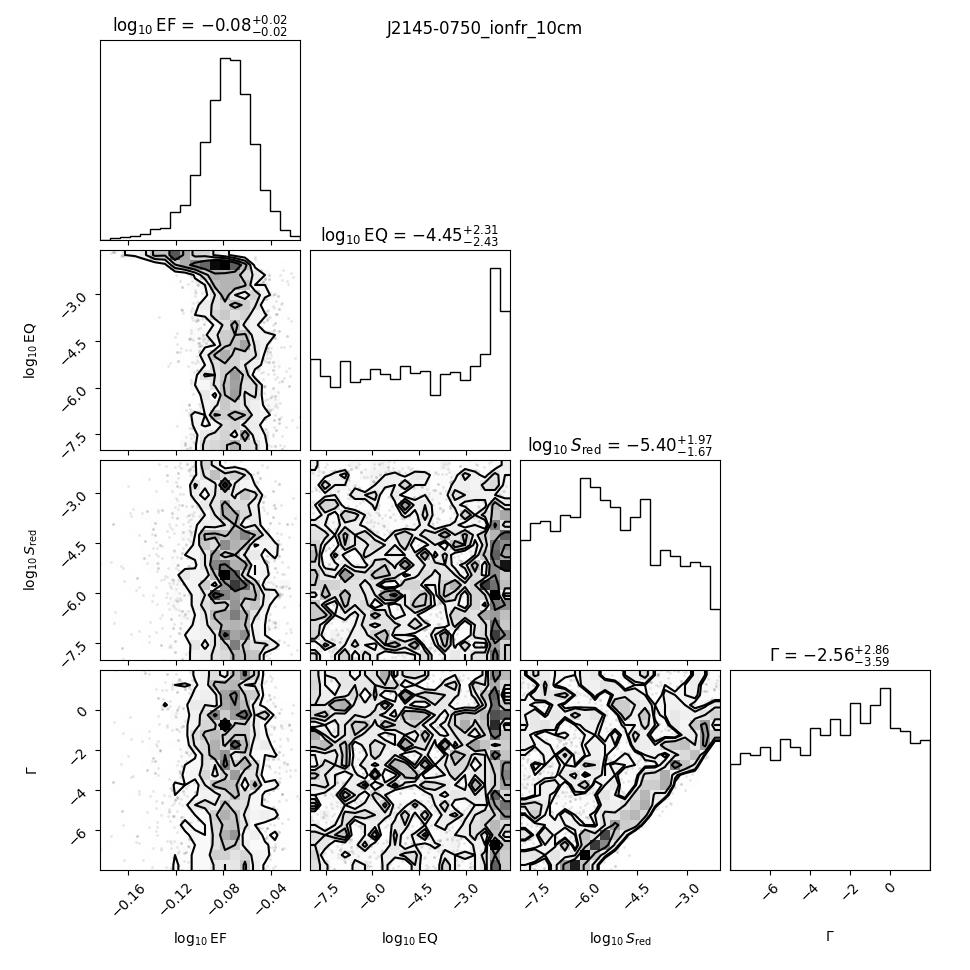 J2145-0750_ionfr_10cm
log₁₀ EF = −0.08 +0.02 −0.02
log₁₀ EQ = −4.45 +2.31 −2.43
log₁₀ EQ
−3.0
−4.5
−6.0
−7.5
log₁₀ S_red = −5.40 +1.97 −1.67
log₁₀ S_red
−3.0
−4.5
−6.0
−7.5
Γ = −2.56 +2.86 −3.59
Γ
0
−2
−4
−6
−0.16 −0.12 −0.08 −0.04 −7.5 −6.0 −4.5 −3.0 −7.5 −6.0 −4.5 −3.0 −6 −4 −2 0
log₁₀ EF log₁₀ EQ log₁₀ S_red Γ